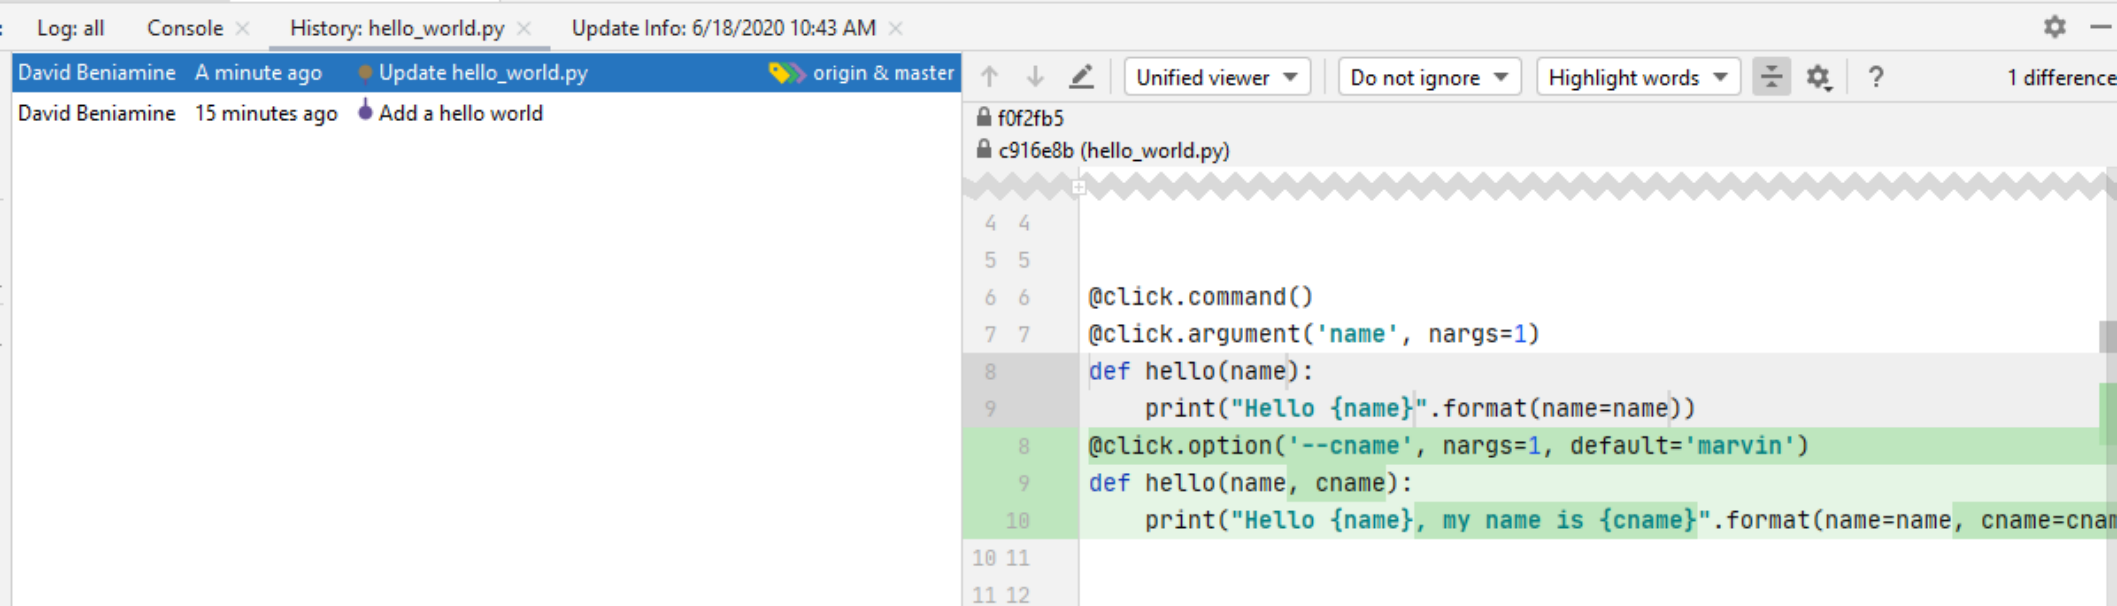 Log: all Console History: hello_world.py Update Info: 6/18/2020 10:43 AM
David Beniamine A minute ago Update hello_world.py origin & master
David Beniamine 15 minutes ago Add a hello world
Unified viewer Do not ignore Highlight words ? 1 difference
f0f2fb5
c916e8b (hello_world.py)
4 4
5 5
6 6 @click.command()
7 7 @click.argument('name', nargs=1)
8 def hello(name):
9 print("Hello {name}".format(name=name))
8 @click.option('--cname', nargs=1, default='marvin')
9 def hello(name, cname):
10 print("Hello {name}, my name is {cname}".format(name=name, cname=
10 11
11 12